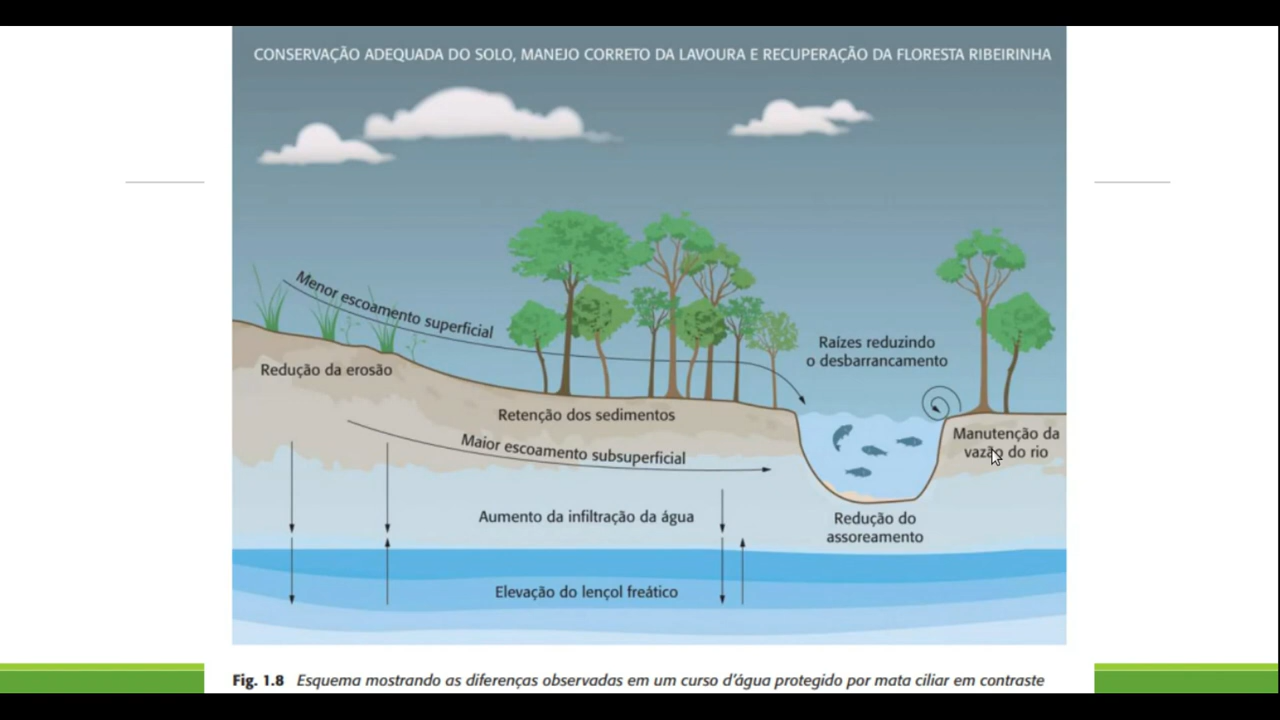 CONSERVAÇÃO ADEQUADA DO SOLO, MANEJO CORRETO DA LAVOURA E RECUPERAÇÃO DA FLORESTA RIBEIRINHA
Menor escoamento superficial
Raízes reduzindo
o desbarrancamento
Redução da erosão
Retenção dos sedimentos
Manutenção da
vazão do rio
Maior escoamento subsuperficial
Aumento da infiltração da água
Redução do
assoreamento
Elevação do lençol freático
Fig. 1.8 Esquema mostrando as diferenças observadas em um curso d'água protegido por mata ciliar em contraste